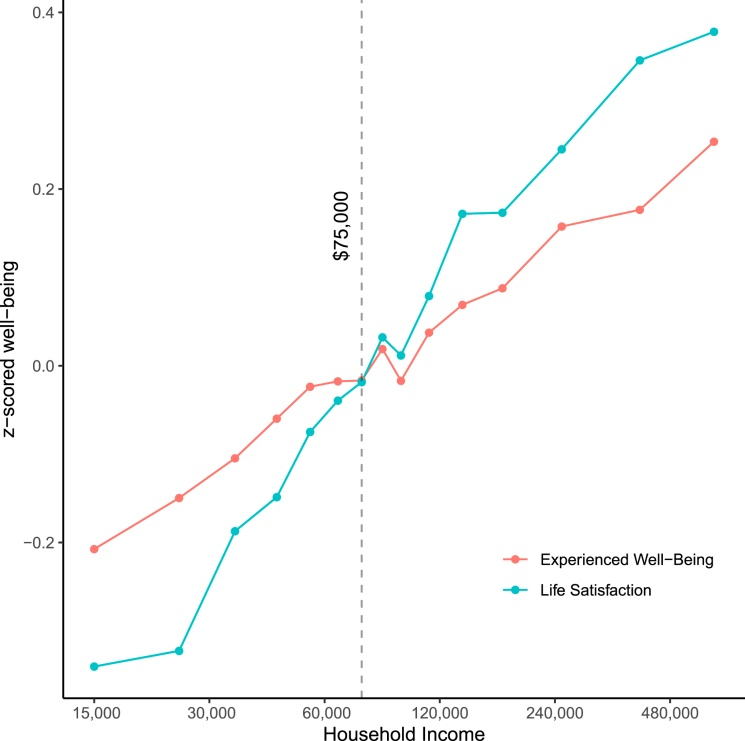 0.4
0.2
0.0
−0.2
z−scored well−being
$75,000
Experienced Well−Being
Life Satisfaction
15,000 30,000 60,000 120,000 240,000 480,000
Household Income